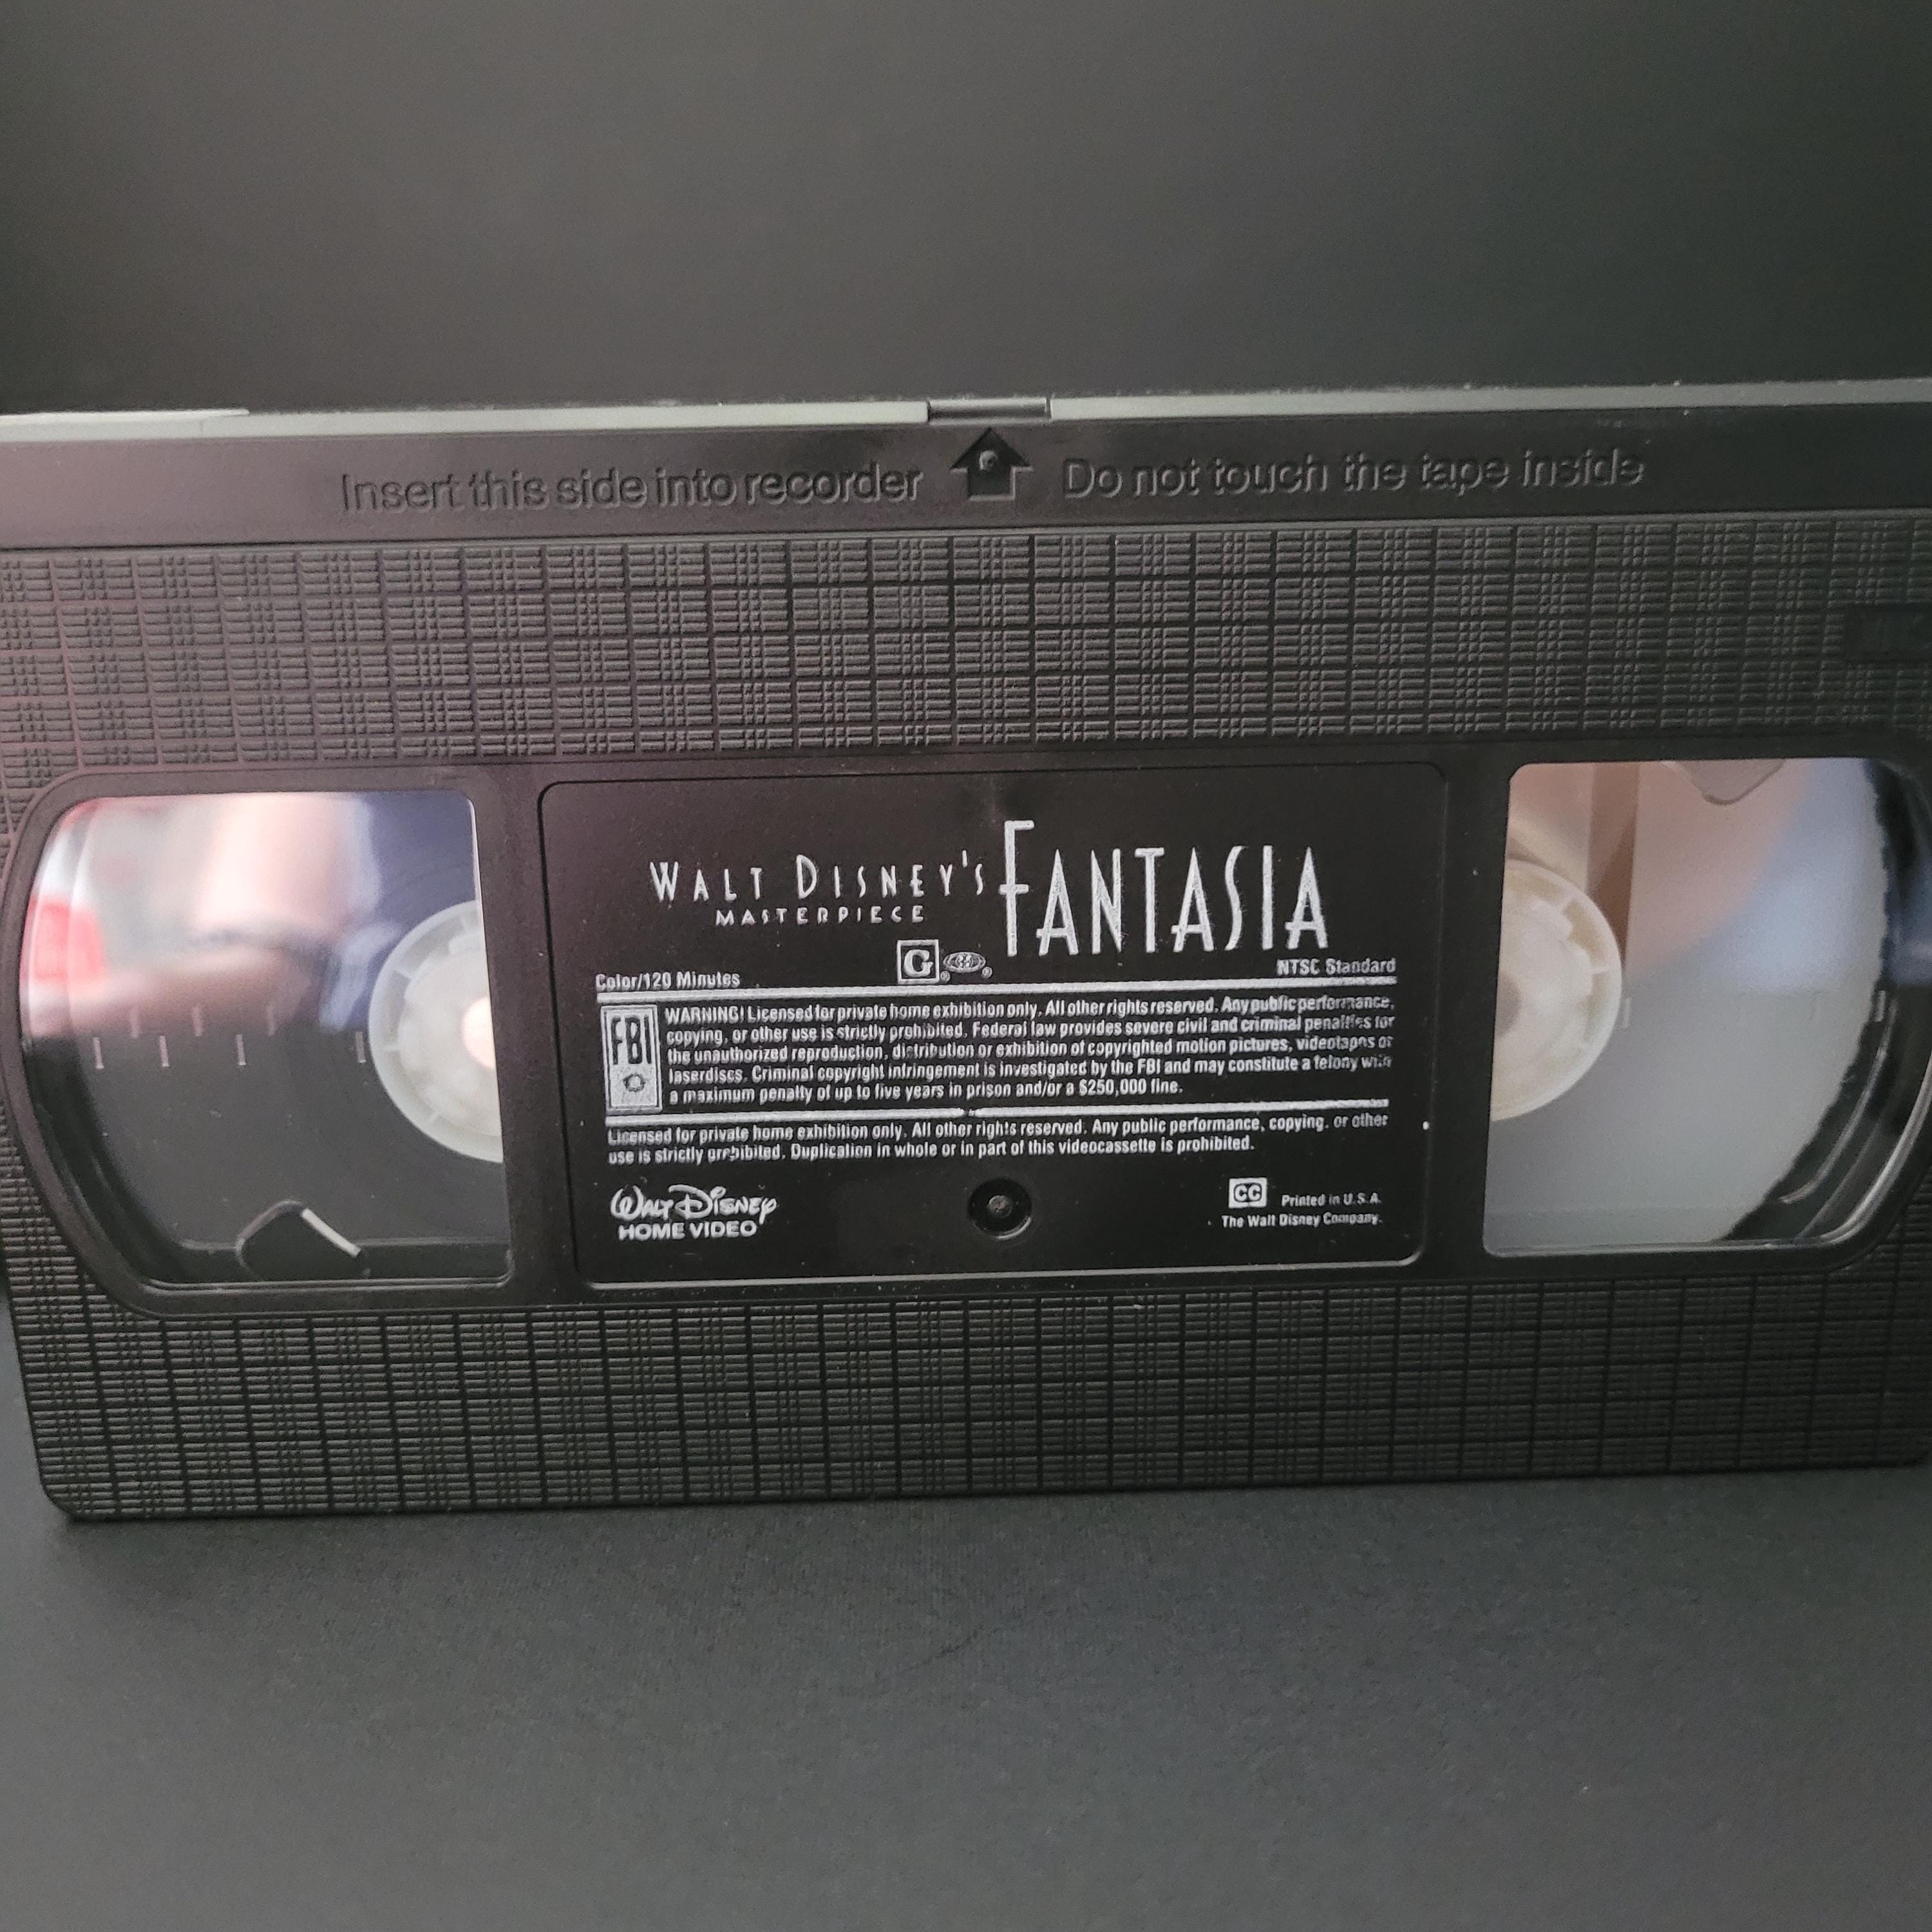 Insert this side into recorder Do not touch the tape inside
WALT DISNEY'S FANTASIA
MASTERPIECE
G
Color/120 Minutes NTSC Standard
FBI
WARNING! Licensed for private home exhibition only. All other rights reserved. Any public performance,
copying, or other use is strictly prohibited. Federal law provides severe civil and criminal penalties for
the unauthorized reproduction, distribution or exhibition of copyrighted motion pictures, videotapes or
laserdiscs. Criminal copyright infringement is investigated by the FBI and may constitute a felony with
a maximum penalty of up to five years in prison and/or a $250,000 fine.
Licensed for private home exhibition only. All other rights reserved. Any public performance, copying, or other
use is strictly prohibited. Duplication in whole or in part of this videocassette is prohibited.
WALT DISNEY
HOME VIDEO
CC
Printed in U.S.A.
The Walt Disney Company.